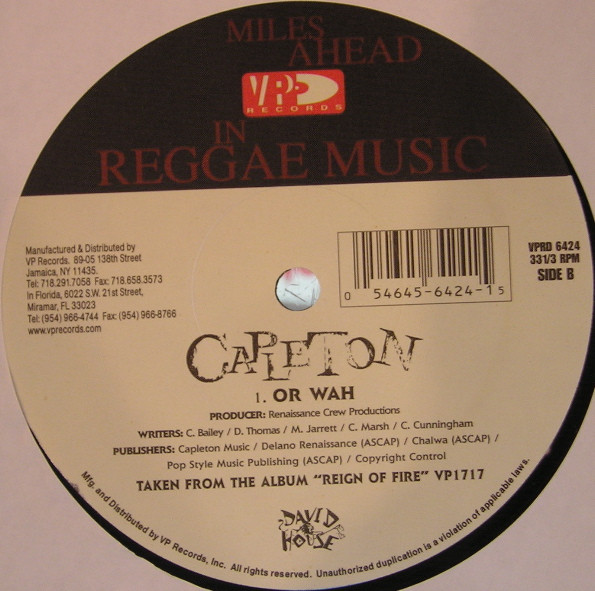 MILES
AHEAD
VP
RECORDS
IN
REGGAE MUSIC
Manufactured & Distributed by
VP Records. 89-05 138th Street
Jamaica, NY 11435.
Tel: 718.291.7058 Fax: 718.658.3573
In Florida, 6022 S.W. 21st Street,
Miramar, FL 33023
Tel: (954) 966-4744 Fax: (954) 966-8766
www.vprecords.com
0 54645-6424-1 5
VPRD 6424
331/3 RPM
SIDE B
CAPLETON
1. OR WAH
PRODUCER: Renaissance Crew Productions
WRITERS: C. Bailey / D. Thomas / M. Jarrett / C. Marsh / C. Cunningham
PUBLISHERS: Capleton Music / Delano Renaissance (ASCAP) / Chalwa (ASCAP) /
Pop Style Music Publishing (ASCAP) / Copyright Control
TAKEN FROM THE ALBUM "REIGN OF FIRE" VP1717
DAVID
HOUSE
Mfg. and Distributed by VP Records, Inc. All rights reserved. Unauthorized duplication is a violation of applicable laws.